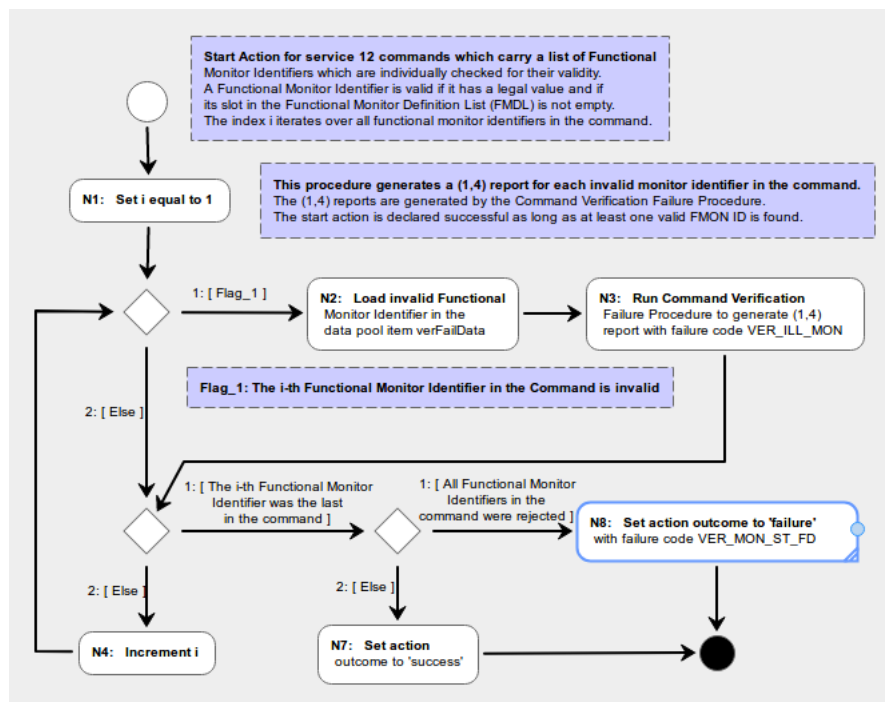 Start Action for service 12 commands which carry a list of Functional
Monitor Identifiers which are individually checked for their validity.
A Functional Monitor Identifier is valid if it has a legal value and if
its slot in the Functional Monitor Definition List (FMDL) is not empty.
The index i iterates over all functional monitor identifiers in the command.
This procedure generates a (1,4) report for each invalid monitor identifier in the command.
The (1,4) reports are generated by the Command Verification Failure Procedure.
The start action is declared successful as long as at least one valid FMON ID is found.
N1: Set i equal to 1
1: [ Flag_1 ]
N2: Load invalid Functional
Monitor Identifier in the
data pool item verFailData
N3: Run Command Verification
Failure Procedure to generate (1,4)
report with failure code VER_ILL_MON
Flag_1: The i-th Functional Monitor Identifier in the Command is invalid
2: [ Else ]
1: [ The i-th Functional Monitor
Identifier was the last
in the command ]
1: [ All Functional Monitor
Identifiers in the
command were rejected ]
N8: Set action outcome to 'failure'
with failure code VER_MON_ST_FD
2: [ Else ]
2: [ Else ]
N4: Increment i
N7: Set action
outcome to 'success'